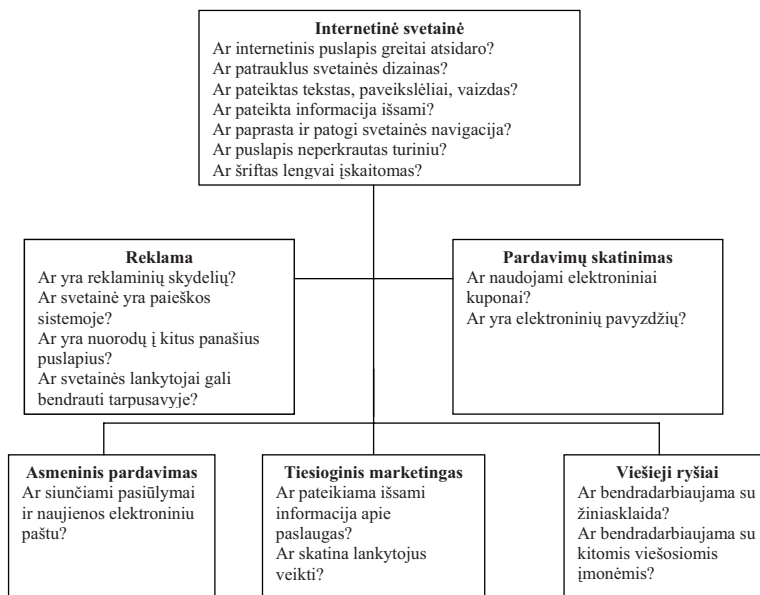 Internetinė svetainė
Ar internetinis puslapis greitai atsidaro?
Ar patrauklus svetainės dizainas?
Ar pateiktas tekstas, paveikslėliai, vaizdas?
Ar pateikta informacija išsami?
Ar paprasta ir patogi svetainės navigacija?
Ar puslapis neperkrautas turiniu?
Ar šriftas lengvai įskaitomas?
Reklama
Ar yra reklaminių skydelių?
Ar svetainė yra paieškos
sistemoje?
Ar yra nuorodų į kitus panašius
puslapius?
Ar svetainės lankytojai gali
bendrauti tarpusavyje?
Pardavimų skatinimas
Ar naudojami elektroniniai
kuponai?
Ar yra elektroninių pavyzdžių?
Asmeninis pardavimas
Ar siunčiami pasiūlymai
ir naujienos elektroniniu
paštu?
Tiesioginis marketingas
Ar pateikiama išsami
informacija apie
paslaugas?
Ar skatina lankytojus
veikti?
Viešieji ryšiai
Ar bendradarbiaujama su
žiniasklaida?
Ar bendradarbiaujama su
kitomis viešosiomis
įmonėmis?